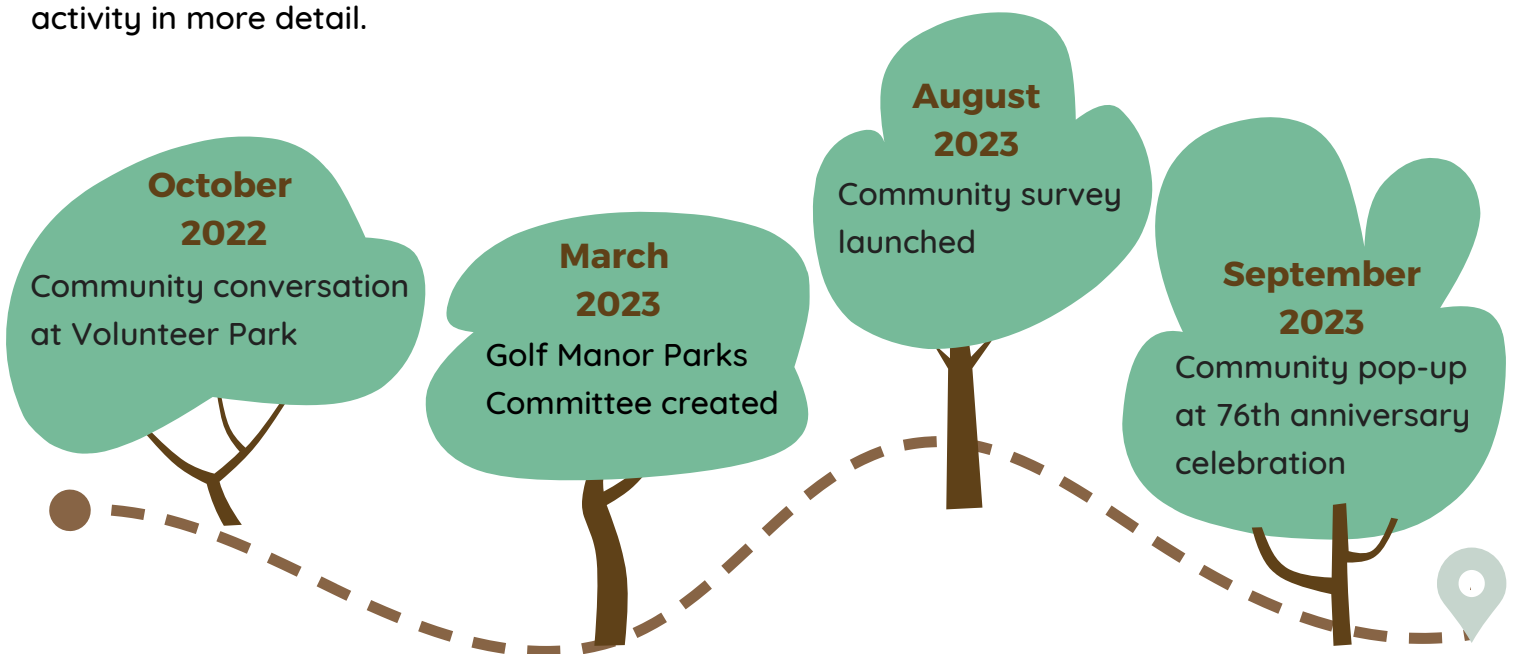 activity in more detail.
October
2022
Community conversation
at Volunteer Park
March
2023
Golf Manor Parks
Committee created
August
2023
Community survey
launched
September
2023
Community pop-up
at 76th anniversary
celebration